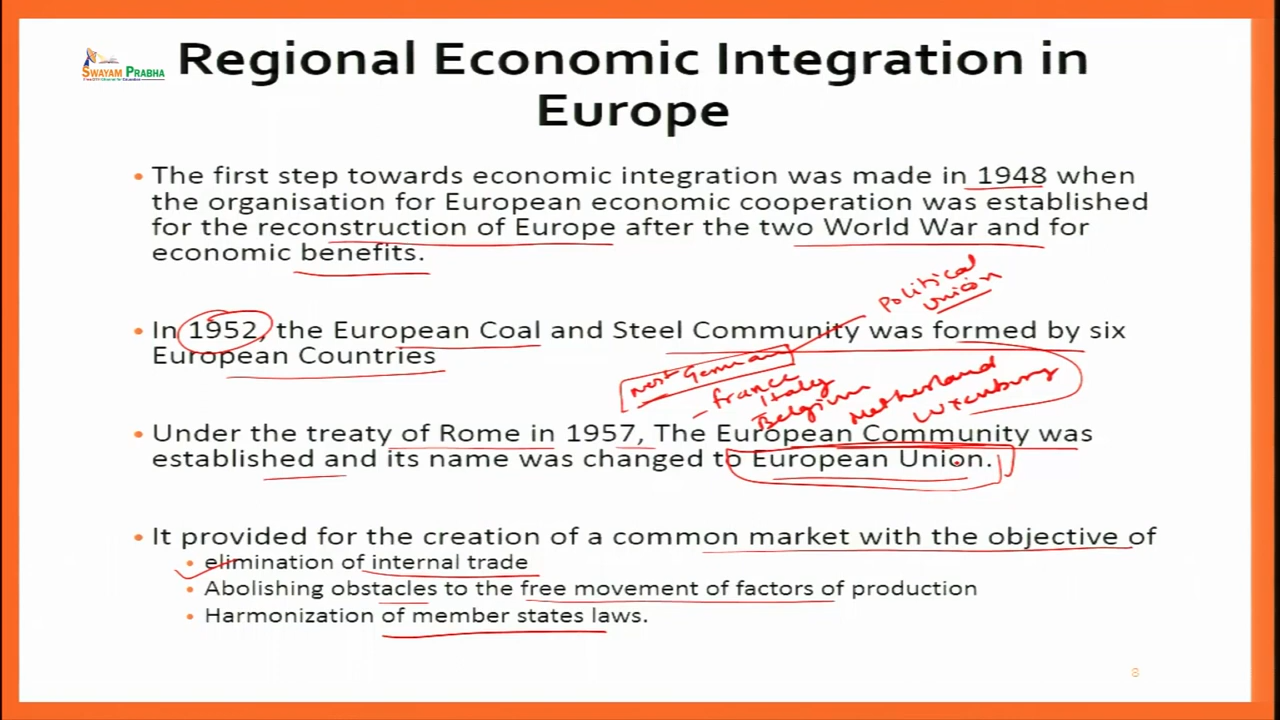 SWAYAM PRABHA
Regional Economic Integration in
Europe
• The first step towards economic integration was made in 1948 when
the organisation for European economic cooperation was established
for the reconstruction of Europe after the two World War and for
economic benefits.
Political
union
• In 1952, the European Coal and Steel Community was formed by six
European Countries
west Germany
- france
Italy
Belgium
Netherland
Luxemburg
• Under the treaty of Rome in 1957, The European Community was
established and its name was changed to European Union.
• It provided for the creation of a common market with the objective of
• elimination of internal trade
• Abolishing obstacles to the free movement of factors of production
• Harmonization of member states laws.
8